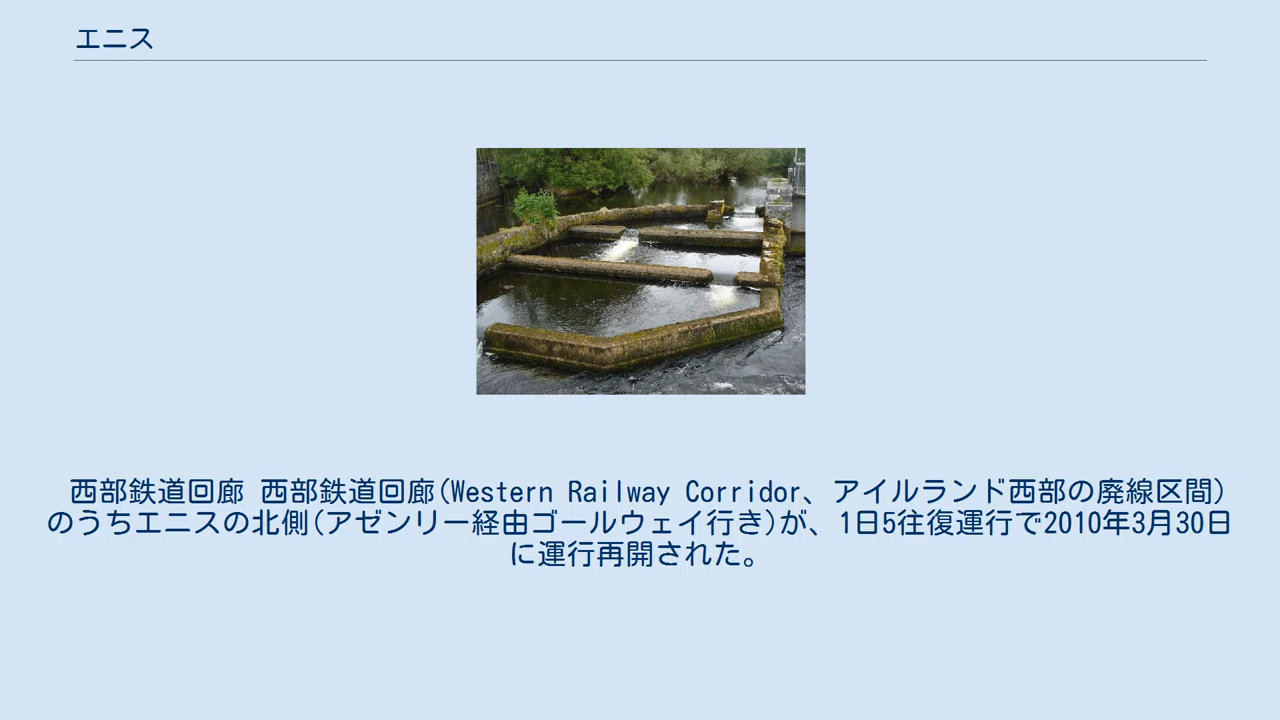 エニス
西部鉄道回廊 西部鉄道回廊(Western Railway Corridor、アイルランド西部の廃線区間)
のうちエニスの北側(アゼンリー経由ゴールウェイ行き)が、1日5往復運行で2010年3月30日
に運行再開された。